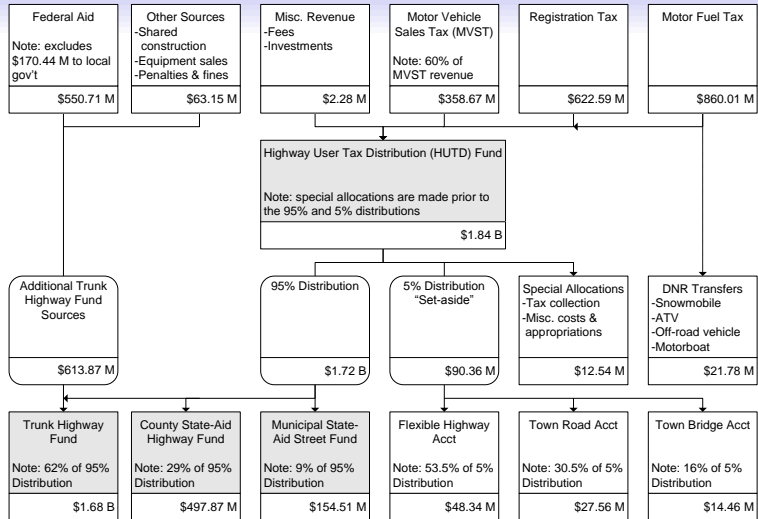 Federal Aid
Note: excludes
$170.44 M to local
gov't
$550.71 M
Other Sources
-Shared
construction
-Equipment sales
-Penalties & fines
$63.15 M
Misc. Revenue
-Fees
-Investments
$2.28 M
Motor Vehicle
Sales Tax (MVST)
Note: 60% of
MVST revenue
$358.67 M
Registration Tax
$622.59 M
Motor Fuel Tax
$860.01 M
Highway User Tax Distribution (HUTD) Fund
Note: special allocations are made prior to
the 95% and 5% distributions
$1.84 B
Additional Trunk
Highway Fund
Sources
$613.87 M
95% Distribution
$1.72 B
5% Distribution
“Set-aside”
$90.36 M
Special Allocations
-Tax collection
-Misc. costs &
appropriations
$12.54 M
DNR Transfers
-Snowmobile
-ATV
-Off-road vehicle
-Motorboat
$21.78 M
Trunk Highway
Fund
Note: 62% of 95%
Distribution
$1.68 B
County State-Aid
Highway Fund
Note: 29% of 95%
Distribution
$497.87 M
Municipal State-
Aid Street Fund
Note: 9% of 95%
Distribution
$154.51 M
Flexible Highway
Acct
Note: 53.5% of 5%
Distribution
$48.34 M
Town Road Acct
Note: 30.5% of 5%
Distribution
$27.56 M
Town Bridge Acct
Note: 16% of 5%
Distribution
$14.46 M